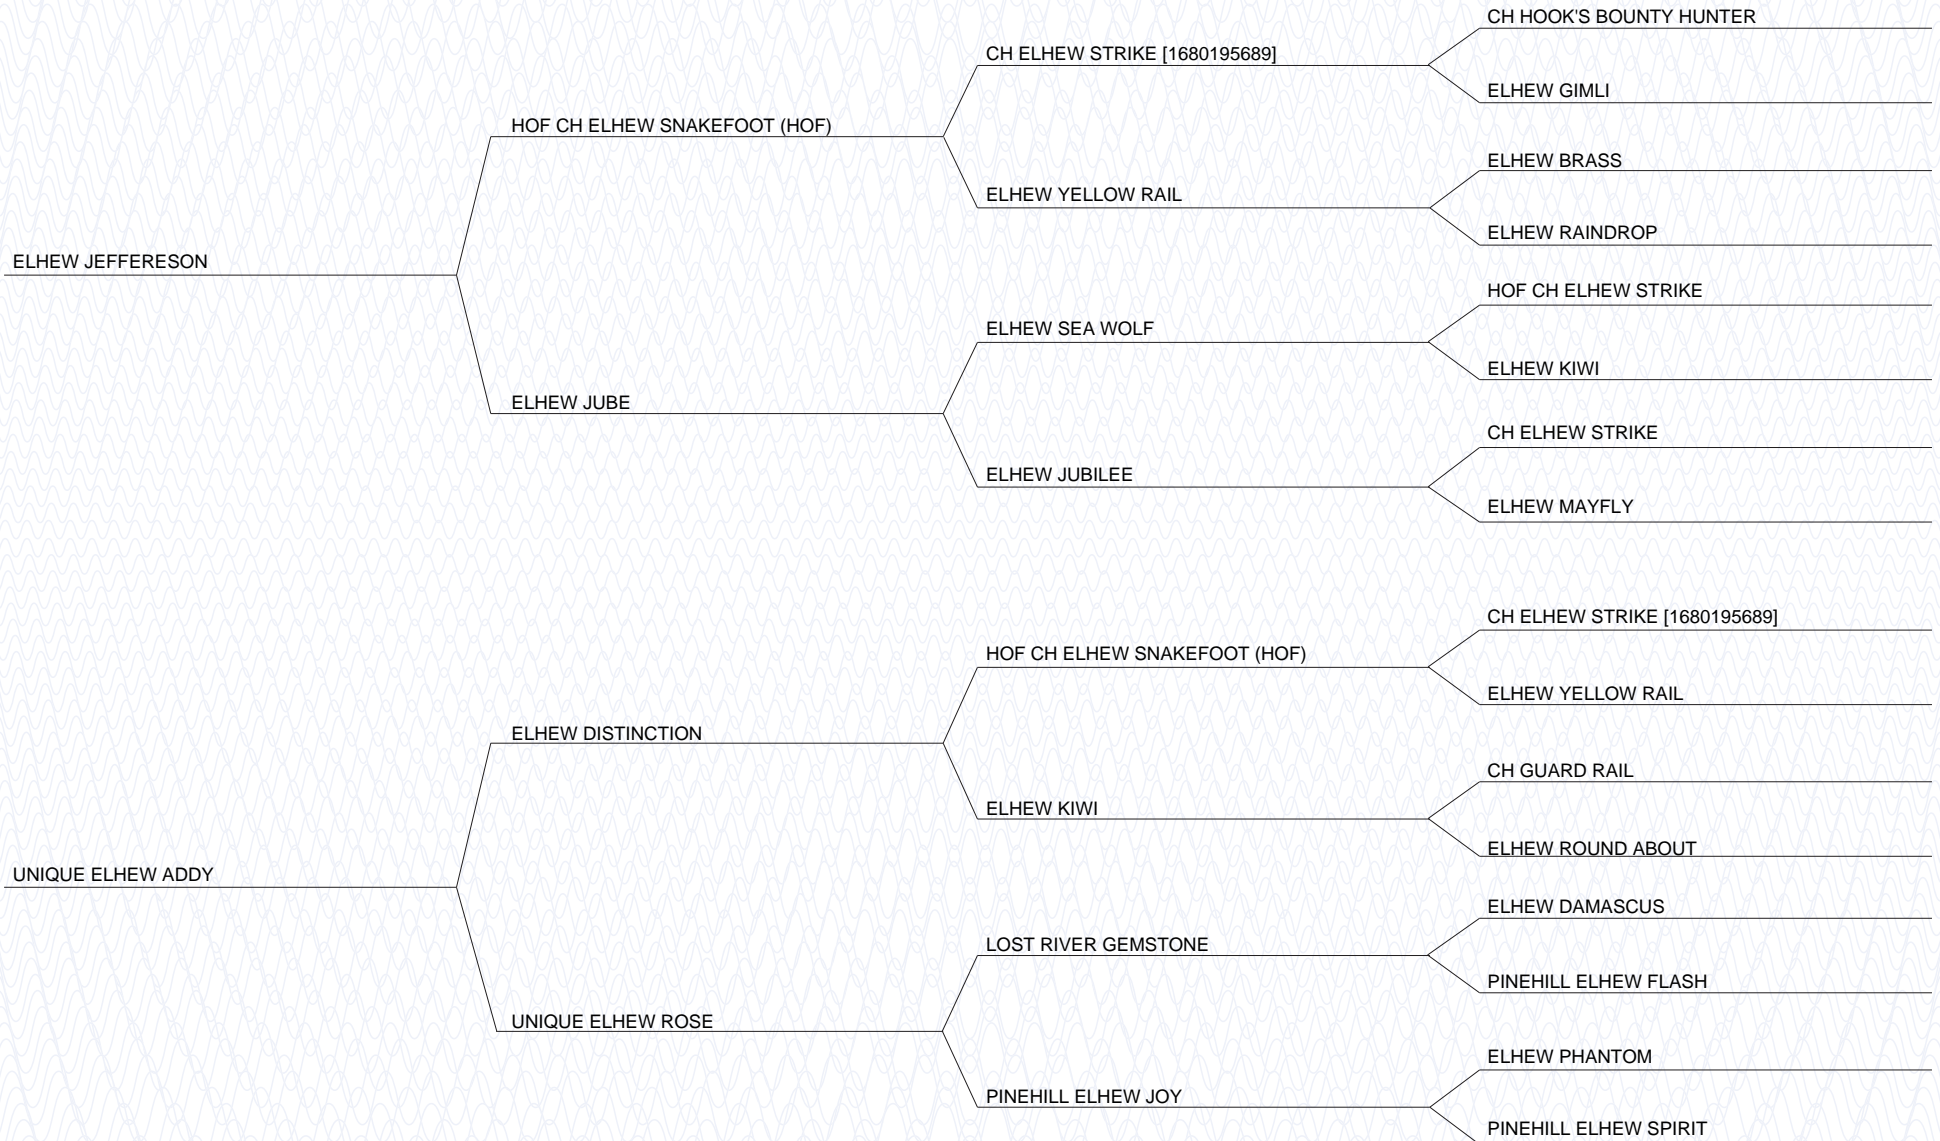 CH HOOK'S BOUNTY HUNTER
CH ELHEW STRIKE [1680195689]
ELHEW GIMLI
HOF CH ELHEW SNAKEFOOT (HOF)
ELHEW BRASS
ELHEW YELLOW RAIL
ELHEW RAINDROP
ELHEW JEFFERESON
HOF CH ELHEW STRIKE
ELHEW SEA WOLF
ELHEW KIWI
ELHEW JUBE
CH ELHEW STRIKE
ELHEW JUBILEE
ELHEW MAYFLY
CH ELHEW STRIKE [1680195689]
HOF CH ELHEW SNAKEFOOT (HOF)
ELHEW YELLOW RAIL
ELHEW DISTINCTION
CH GUARD RAIL
ELHEW KIWI
ELHEW ROUND ABOUT
UNIQUE ELHEW ADDY
ELHEW DAMASCUS
LOST RIVER GEMSTONE
PINEHILL ELHEW FLASH
UNIQUE ELHEW ROSE
ELHEW PHANTOM
PINEHILL ELHEW JOY
PINEHILL ELHEW SPIRIT